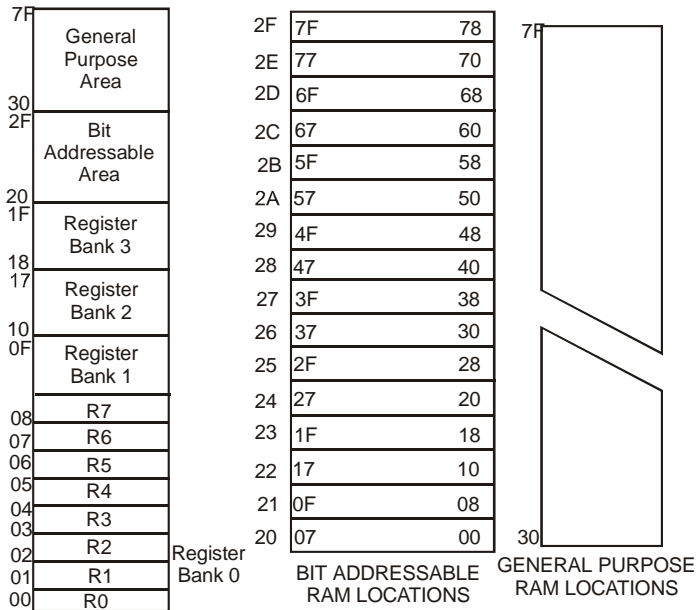 7F
General
Purpose
Area
30
2F
Bit
Addressable
Area
20
1F
Register
Bank 3
18
17
Register
Bank 2
10
0F
Register
Bank 1
08 R7
07 R6
06 R5
05 R4
04
03 R3
02 R2
01 R1
00 R0
Register
Bank 0
2F 7F 78
2E 77 70
2D 6F 68
2C 67 60
2B 5F 58
2A 57 50
29 4F 48
28 47 40
27 3F 38
26 37 30
25 2F 28
24 27 20
23 1F 18
22 17 10
21 0F 08
20 07 00
BIT ADDRESSABLE
RAM LOCATIONS
7F
30
GENERAL PURPOSE
RAM LOCATIONS